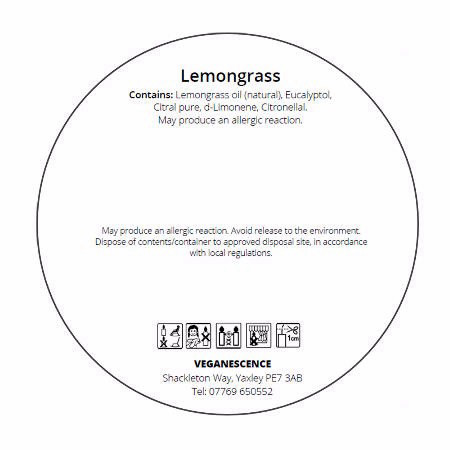 Lemongrass
Contains: Lemongrass oil (natural), Eucalyptol,
Citral pure, d-Limonene, Citronellal.
May produce an allergic reaction.
May produce an allergic reaction. Avoid release to the environment.
Dispose of contents/container to approved disposal site, in accordance
with local regulations.
1cm
VEGANESCENCE
Shackleton Way, Yaxley PE7 3AB
Tel: 07769 650552